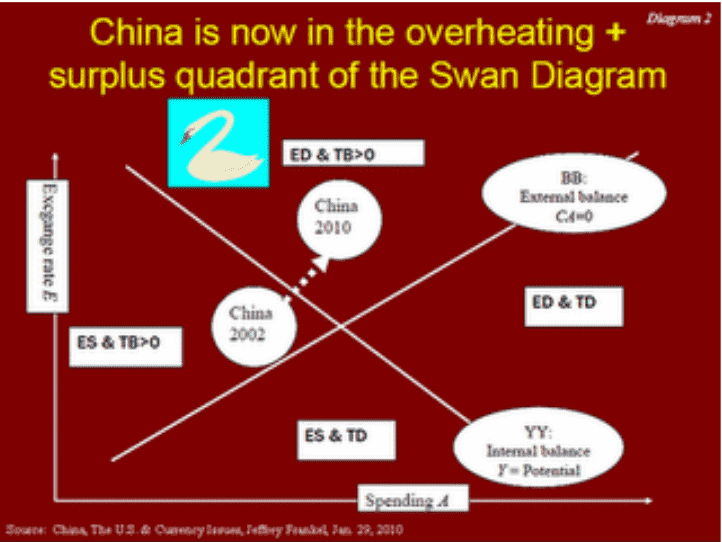 Diagram 2
China is now in the overheating +
surplus quadrant of the Swan Diagram
ED & TB>0
BB:
External balance
CA=0
China
2010
Excgange rate E
ED & TD
China
2002
ES & TB>0
ES & TD
YY:
Internal balance
Y = Potential
Spending A
Source: China, The U.S. & Currency Issues, Jeffrey Frankel, Jan. 29, 2010